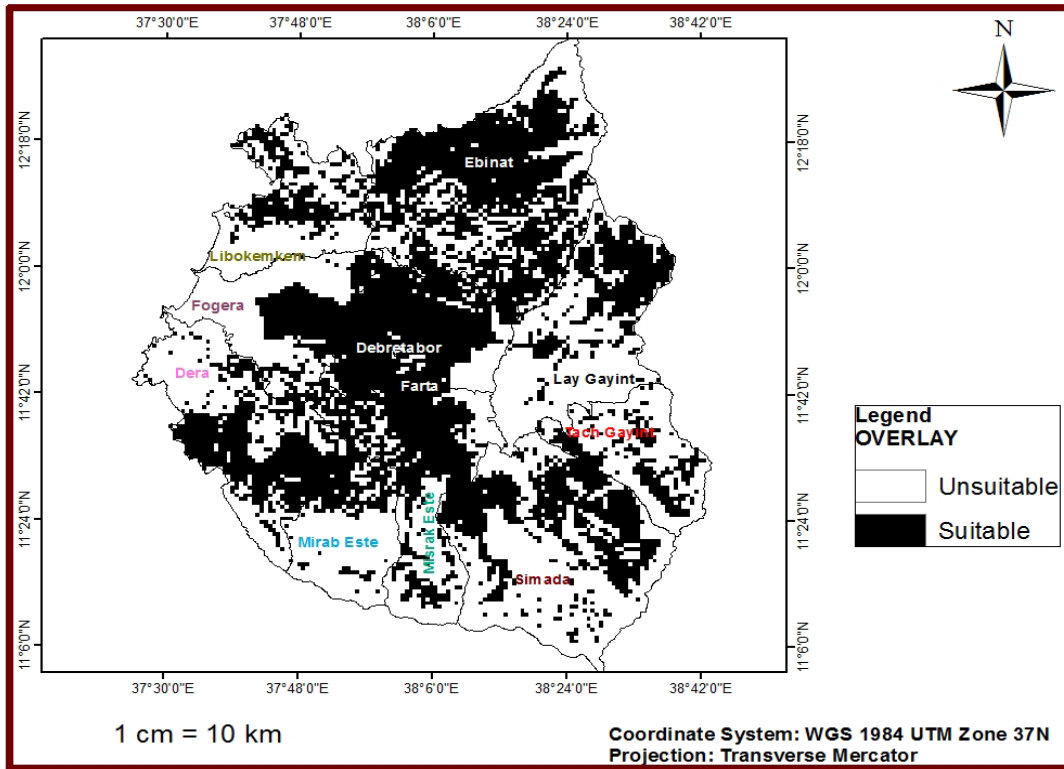 37°30'0"E 37°48'0"E 38°6'0"E 38°24'0"E 38°42'0"E
N
12°18'0"N
12°18'0"N
Ebinat
Libokemkem
12°0'0"N
12°0'0"N
Fogera
Debretabor
Dera
Lay Gayint
Farta
11°42'0"N
11°42'0"N
Tach Gayint
Legend
OVERLAY
Unsuitable
Suitable
11°24'0"N
11°24'0"N
Mirab Este
Misrak Este
Simada
11°6'0"N
11°6'0"N
37°30'0"E 37°48'0"E 38°6'0"E 38°24'0"E 38°42'0"E
1 cm = 10 km
Coordinate System: WGS 1984 UTM Zone 37N
Projection: Transverse Mercator